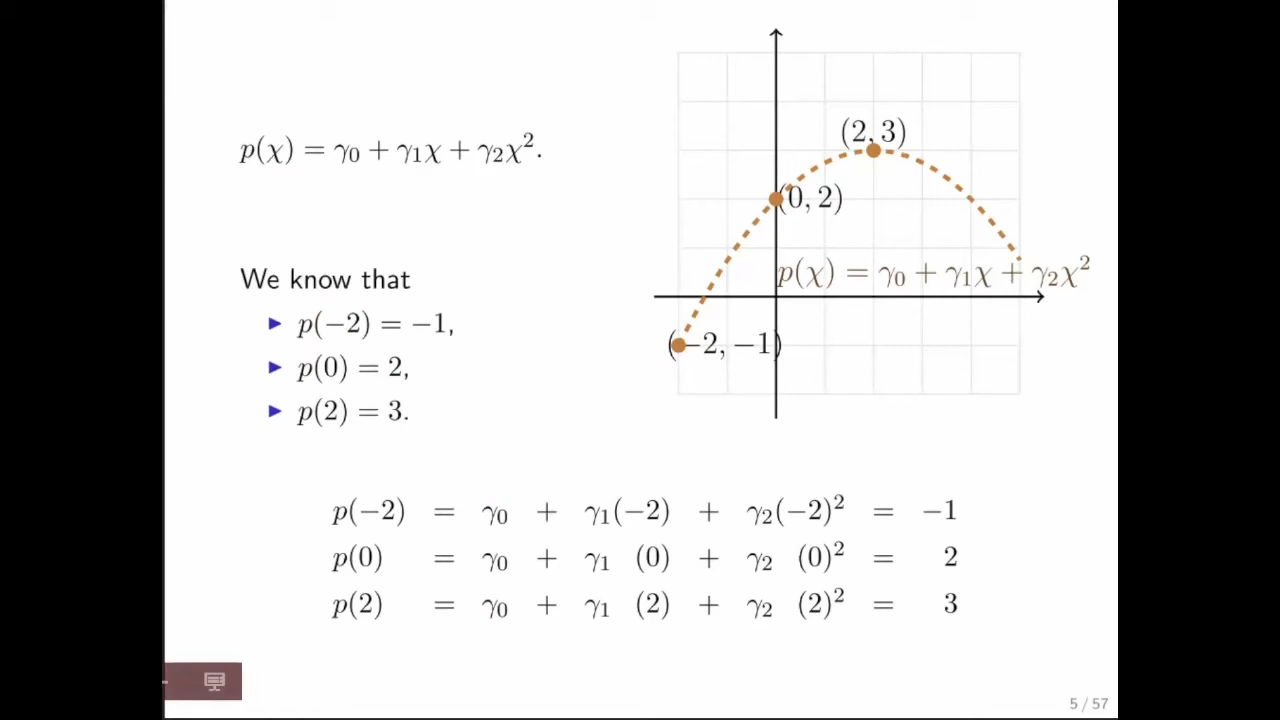 p(χ) = γ₀ + γ₁χ + γ₂χ².
We know that
▶ p(−2) = −1,
▶ p(0) = 2,
▶ p(2) = 3.
(2, 3)
(0, 2)
p(χ) = γ₀ + γ₁χ + γ₂χ²
(−2, −1)
p(−2) = γ₀ + γ₁(−2) + γ₂(−2)² = −1
p(0) = γ₀ + γ₁ (0) + γ₂ (0)² = 2
p(2) = γ₀ + γ₁ (2) + γ₂ (2)² = 3
5 / 57